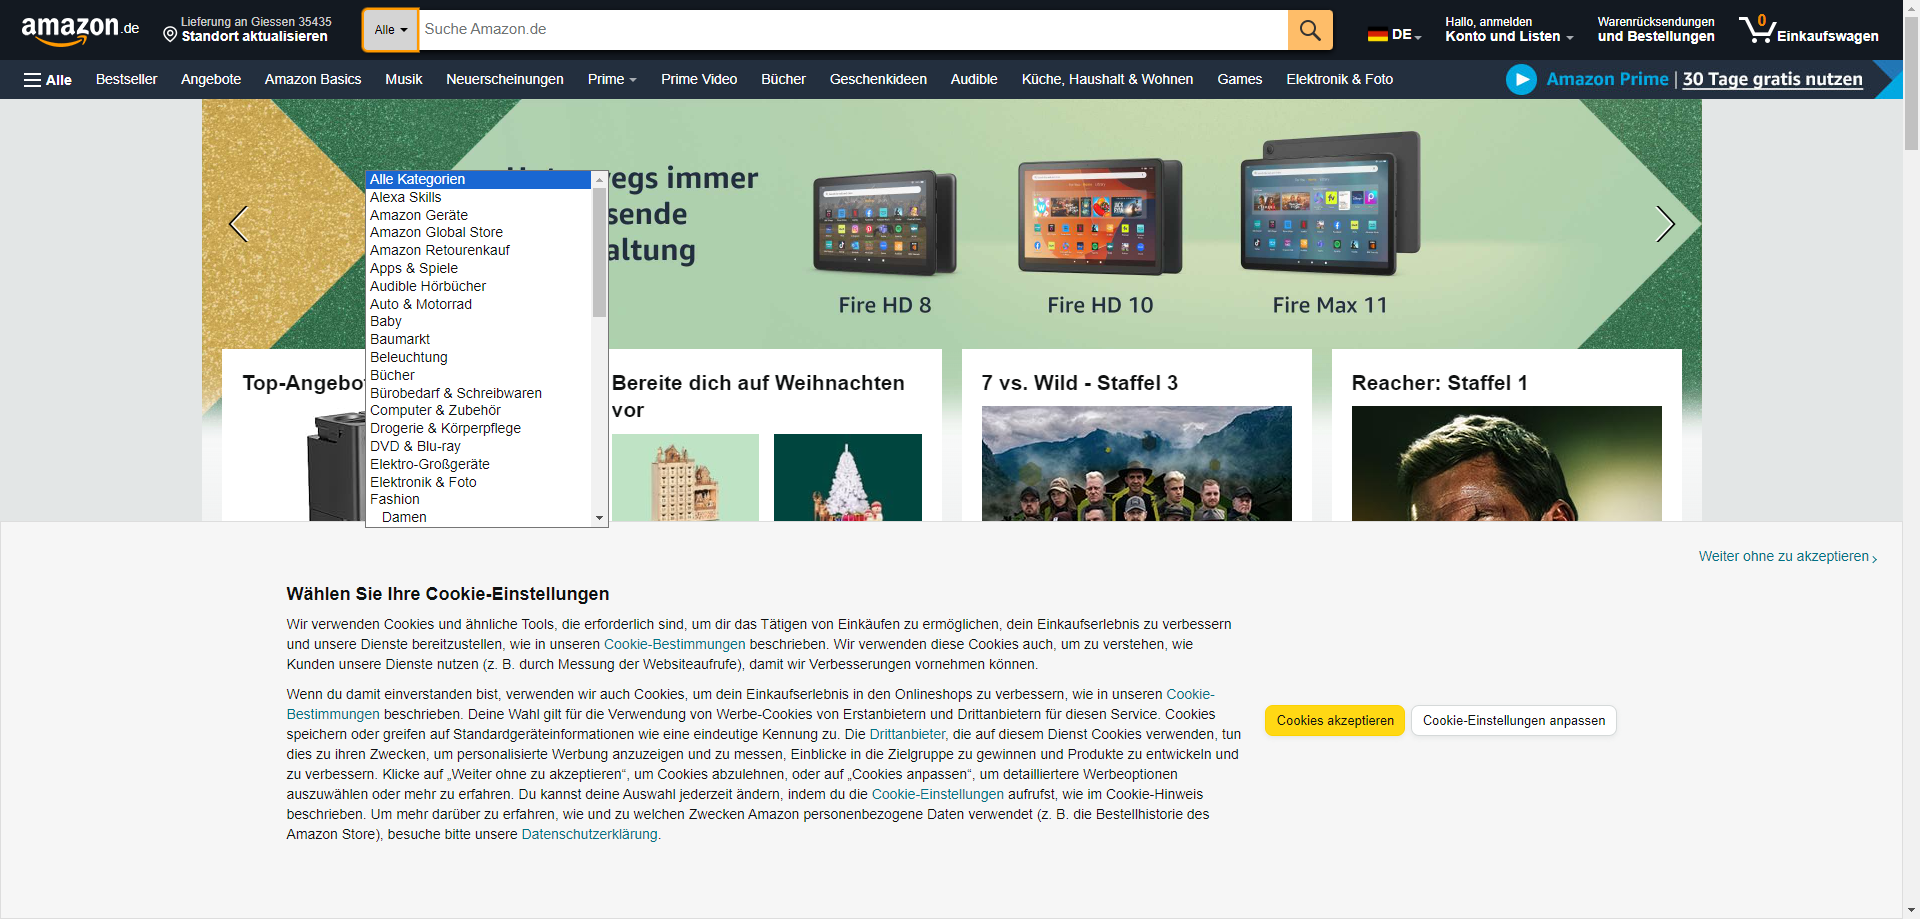 amazon.de
Lieferung an Giessen 35435
Standort aktualisieren
Alle
Suche Amazon.de
DE
Hallo, anmelden
Konto und Listen
Warenrücksendungen
und Bestellungen
0
Einkaufswagen
Alle
Bestseller
Angebote
Amazon Basics
Musik
Neuerscheinungen
Prime
Prime Video
Bücher
Geschenkideen
Audible
Küche, Haushalt & Wohnen
Games
Elektronik & Foto
Amazon Prime | 30 Tage gratis nutzen
egs immer
sende
altung
Fire HD 8
Fire HD 10
Fire Max 11
Alle Kategorien
Alexa Skills
Amazon Geräte
Amazon Global Store
Amazon Retourenkauf
Apps & Spiele
Audible Hörbücher
Auto & Motorrad
Baby
Baumarkt
Beleuchtung
Bücher
Bürobedarf & Schreibwaren
Computer & Zubehör
Drogerie & Körperpflege
DVD & Blu-ray
Elektro-Großgeräte
Elektronik & Foto
Fashion
Damen
Top-Angebo
Bereite dich auf Weihnachten
vor
7 vs. Wild - Staffel 3
Reacher: Staffel 1
Weiter ohne zu akzeptieren
Wählen Sie Ihre Cookie-Einstellungen
Wir verwenden Cookies und ähnliche Tools, die erforderlich sind, um dir das Tätigen von Einkäufen zu ermöglichen, dein Einkaufserlebnis zu verbessern
und unsere Dienste bereitzustellen, wie in unseren Cookie-Bestimmungen beschrieben. Wir verwenden diese Cookies auch, um zu verstehen, wie
Kunden unsere Dienste nutzen (z. B. durch Messung der Websiteaufrufe), damit wir Verbesserungen vornehmen können.
Wenn du damit einverstanden bist, verwenden wir auch Cookies, um dein Einkaufserlebnis in den Onlineshops zu verbessern, wie in unseren Cookie-
Bestimmungen beschrieben. Deine Wahl gilt für die Verwendung von Werbe-Cookies von Erstanbietern und Drittanbietern für diesen Service. Cookies
speichern oder greifen auf Standardgeräteinformationen wie eine eindeutige Kennung zu. Die Drittanbieter, die auf diesem Dienst Cookies verwenden, tun
dies zu ihren Zwecken, um personalisierte Werbung anzuzeigen und zu messen, Einblicke in die Zielgruppe zu gewinnen und Produkte zu entwickeln und
zu verbessern. Klicke auf „Weiter ohne zu akzeptieren“, um Cookies abzulehnen, oder auf „Cookies anpassen“, um detailliertere Werbeoptionen
auszuwählen oder mehr zu erfahren. Du kannst deine Auswahl jederzeit ändern, indem du die Cookie-Einstellungen aufrufst, wie im Cookie-Hinweis
beschrieben. Um mehr darüber zu erfahren, wie und zu welchen Zwecken Amazon personenbezogene Daten verwendet (z. B. die Bestellhistorie des
Amazon Store), besuche bitte unsere Datenschutzerklärung.
Cookies akzeptieren
Cookie-Einstellungen anpassen